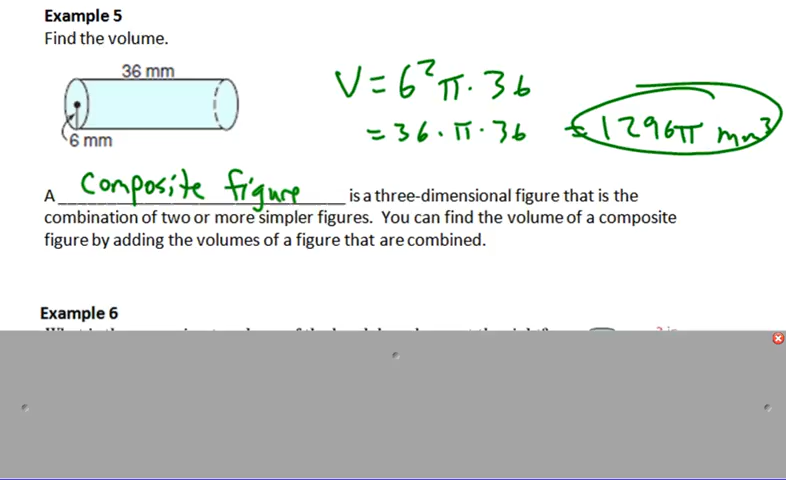 Example 5
Find the volume.
36 mm
6 mm
V = 6² π · 36
= 36 · π · 36 = 1296π mm³
A composite figure is a three-dimensional figure that is the
combination of two or more simpler figures. You can find the volume of a composite
figure by adding the volumes of a figure that are combined.
Example 6